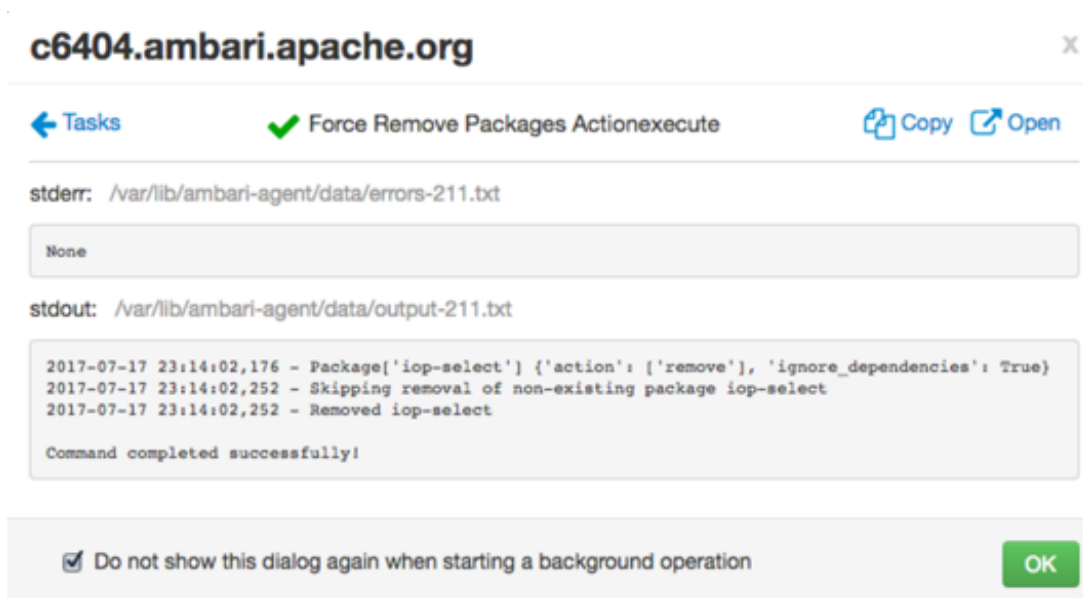 c6404.ambari.apache.org
x
Tasks Force Remove Packages Actionexecute Copy Open
stderr: /var/lib/ambari-agent/data/errors-211.txt
None
stdout: /var/lib/ambari-agent/data/output-211.txt
2017-07-17 23:14:02,176 - Package['iop-select'] {'action': ['remove'], 'ignore_dependencies': True}
2017-07-17 23:14:02,252 - Skipping removal of non-existing package iop-select
2017-07-17 23:14:02,252 - Removed iop-select
Command completed successfully!
Do not show this dialog again when starting a background operation
OK